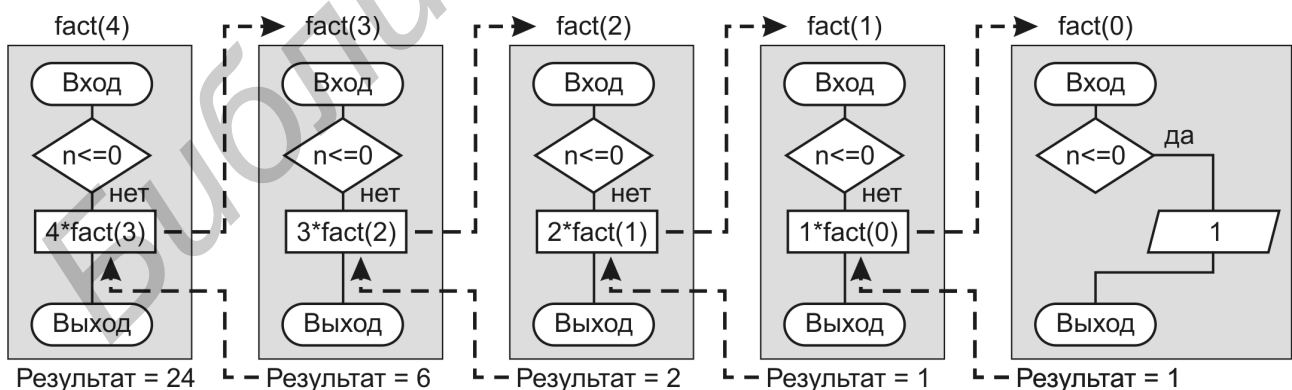 fact(4)
Вход
n<=0
нет
4*fact(3)
Выход
Результат = 24
fact(3)
Вход
n<=0
нет
3*fact(2)
Выход
Результат = 6
fact(2)
Вход
n<=0
нет
2*fact(1)
Выход
Результат = 2
fact(1)
Вход
n<=0
нет
1*fact(0)
Выход
Результат = 1
fact(0)
Вход
n<=0
да
1
Выход
Результат = 1